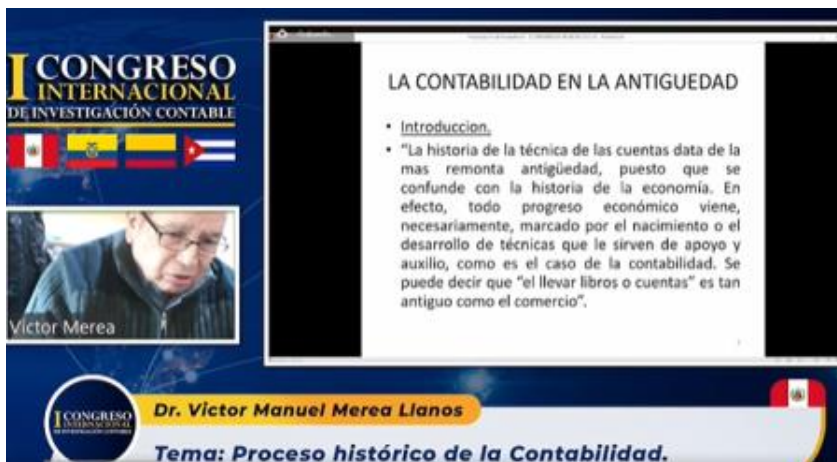 I CONGRESO
INTERNACIONAL
DE INVESTIGACIÓN CONTABLE
Victor Merea
LA CONTABILIDAD EN LA ANTIGUEDAD
• Introduccion.
• "La historia de la técnica de las cuentas data de la
mas remonta antigüedad, puesto que se
confunde con la historia de la economía. En
efecto, todo progreso económico viene,
necesariamente, marcado por el nacimiento o el
desarrollo de técnicas que le sirven de apoyo y
auxilio, como es el caso de la contabilidad. Se
puede decir que "el llevar libros o cuentas" es tan
antiguo como el comercio".
I CONGRESO
INTERNACIONAL
Dr. Victor Manuel Merea Llanos
Tema: Proceso histórico de la Contabilidad.